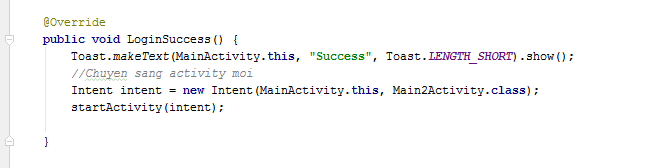 @Override
public void LoginSuccess() {
Toast.makeText(MainActivity.this, "Success", Toast.LENGTH_SHORT).show();
//Chuyen sang activity moi
Intent intent = new Intent(MainActivity.this, Main2Activity.class);
startActivity(intent);
}